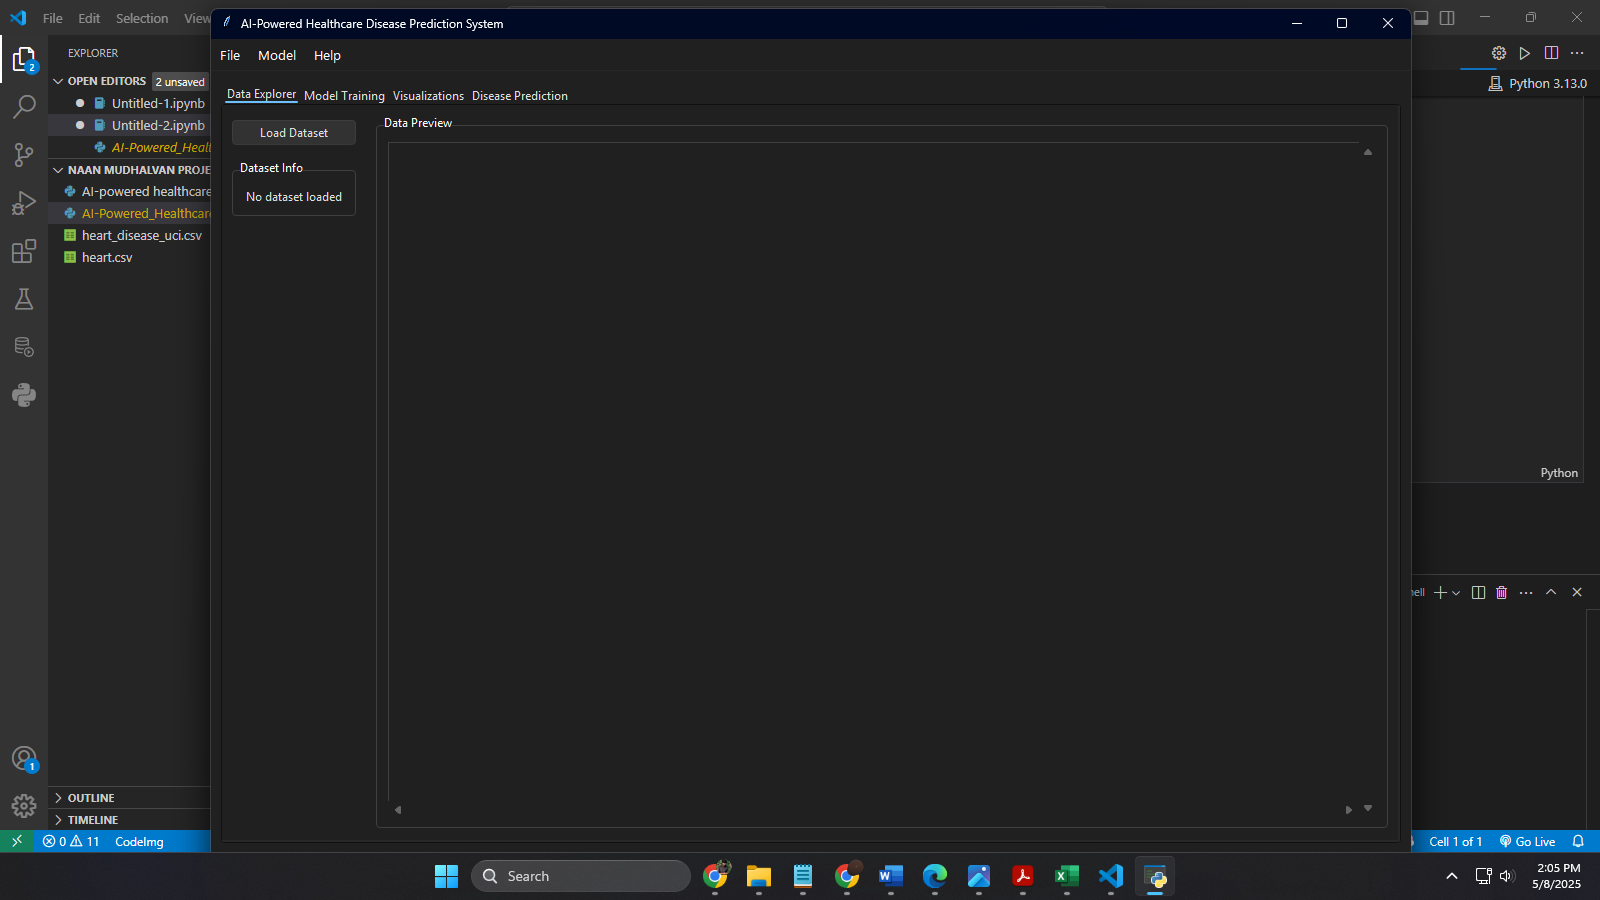 File Edit Selection View
AI-Powered Healthcare Disease Prediction System
File Model Help
EXPLORER
OPEN EDITORS 2 unsaved
Untitled-1.ipynb
Untitled-2.ipynb
AI-Powered_Healt
NAAN MUDHALVAN PROJE
AI-powered healthcare
AI-Powered_Healthcar
heart_disease_uci.csv
heart.csv
OUTLINE
TIMELINE
2
1
Data Explorer Model Training Visualizations Disease Prediction
Load Dataset
Dataset Info
No dataset loaded
Data Preview
Python 3.13.0
Python
ell
0 11 CodeImg
Cell 1 of 1 Go Live
Search
2:05 PM
5/8/2025